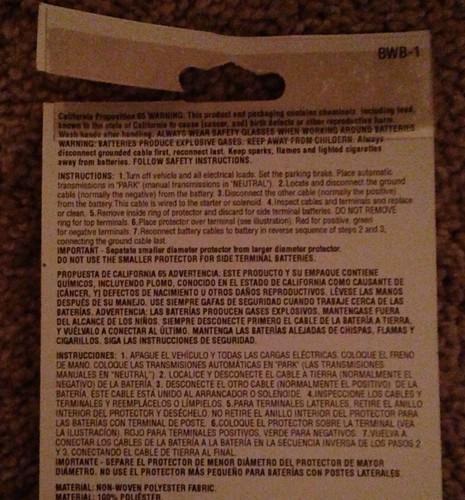 BWB-1
California Proposition 65 WARNING: This product and packaging contains chemicals, including lead,
known to the state of California to cause (cancer, and) birth defects or other reproductive harm.
Wash hands after handling. ALWAYS WEAR SAFETY GLASSES WHEN WORKING AROUND BATTERIES
WARNING: BATTERIES PRODUCE EXPLOSIVE GASES: KEEP AWAY FROM CHILDERN. Always
disconnect grounded cable first, reconnect last. Keep sparks, flames and lighted cigarettes
away from batteries. FOLLOW SAFETY INSTRUCTIONS.
INSTRUCTIONS: 1.Turn off vehicle and all electrical loads. Set the parking brake. Place automatic
transmissions in "PARK" (manual transmissions in "NEUTRAL"). 2. Locate and disconnect the ground
cable (normally the negative) from the battery. 3. Disconnect the other cable (normally the positive)
from the battery. This cable is wired to the starter or solenoid. 4. Inspect cables and terminals and replace
or clean. 5. Remove inside ring of protector and discard for side terminal batteries. DO NOT REMOVE
ring for top terminals. 6. Place protector over terminal (see illustration). Red for positive, green
for negative terminals. 7.Reconnect battery cables to battery in reverse sequence of steps 2 and 3,
connecting the ground cable last.
IMPORTANT - Sepatate smaller diameter protector from larger diameter protector.
DO NOT USE THE SMALLER PROTECTOR FOR SIDE TERMINAL BATTERIES.
PROPUESTA DE CALIFORNIA 65 ADVERTENCIA: ESTE PRODUCTO Y SU EMPAQUE CONTIENE
QUÍMICOS, INCLUYENDO PLOMO, CONOCIDO EN EL ESTADO DE CALIFORNIA COMO CAUSANTE DE
(CÁNCER, Y) DEFECTOS DE NACIMIENTO U OTROS DAÑOS REPRODUCTIVOS. LÉVESE LAS MANOS
DESPUÉS DE SU MANEJO. USE SIEMPRE GAFAS DE SEGURIDAD CUANDO TRABAJE CERCA DE LAS
BATERÍAS. ADVERTENCIA: LAS BATERÍAS PRODUCEN GASES EXPLOSIVOS. MANTENGASE FUERA
DEL ALCANCE DE LOS NIÑOS. SIEMPRE DESCONECTE PRIMERO EL CABLE DE LA BATERÍA A TIERRA,
Y VUÉLVALO A CONECTAR AL ÚLTIMO. MANTENGA LAS BATERÍAS ALEJADAS DE CHISPAS, FLAMAS Y
CIGARILLOS. SIGA LAS INSTRUCCIONES DE SEGURIDAD.
INSTRUCCIONES: 1. APAGUE EL VEHÍCULO Y TODAS LAS CARGAS ELÉCTRICAS. COLOQUE EL FRENO
DE MANO. COLOQUE LAS TRANSMISIONES AUTOMÁTICAS EN "PARK" (LAS TRANSMISIONES
MANUALES EN "NEUTRAL"). 2. LOCALICE Y DESCONECTE EL CABLE A TIERRA (NORMALMENTE EL
NEGATIVO) DE LA BATERÍA. 3. DESCONECTE EL OTRO CABLE (NORMALMENTE EL POSITIVO) DE LA
BATERÍA, ESTE CABLE ESTÁ UNIDO AL ARRANCADOR O SOLENOIDE. 4. INSPECCIONE LOS CABLES Y
TERMINALES Y REEMPLÁCELOS O LÍMPIELOS. 5. PARA TERMINALES LATERALES, RETIRE EL ANILLO
INTERIOR DEL PROTECTOR Y DESÉCHELO. NO RETIRE EL ANILLO INTERIOR DEL PROTECTOR PARA
LAS BATERÍAS CON TERMINAL DE POSTE. 6.COLOQUE EL PROTECTOR SOBRE LA TERMINAL (VEA
LA ILUSTRACIÓN). ROJO PARA TERMINALES POSITIVOS, VERDE PARA NEGATIVOS. 7.VUELVA A
CONECTAR LOS CABLES DE LA BATERÍA A LA BATERÍA EN LA SECUENCIA INVERSA DE LOS PASOS 2
Y 3, CONECTANDO EL CABLE DE TIERRA AL FINAL.
IMORTANTE - SEPARE EL PROTECTOR DE MENOR DIÁMETRO DEL PROTECTOR DE MAYOR
DIÁMETRO. NO USE EL PROTECTOR MÁS PEQUEÑO PARA BATERÍAS CON POSTES LATERALES.
MATERIAL: NON-WOVEN POLYESTER FABRIC.
MATERIAL: 100% POLIÉSTER